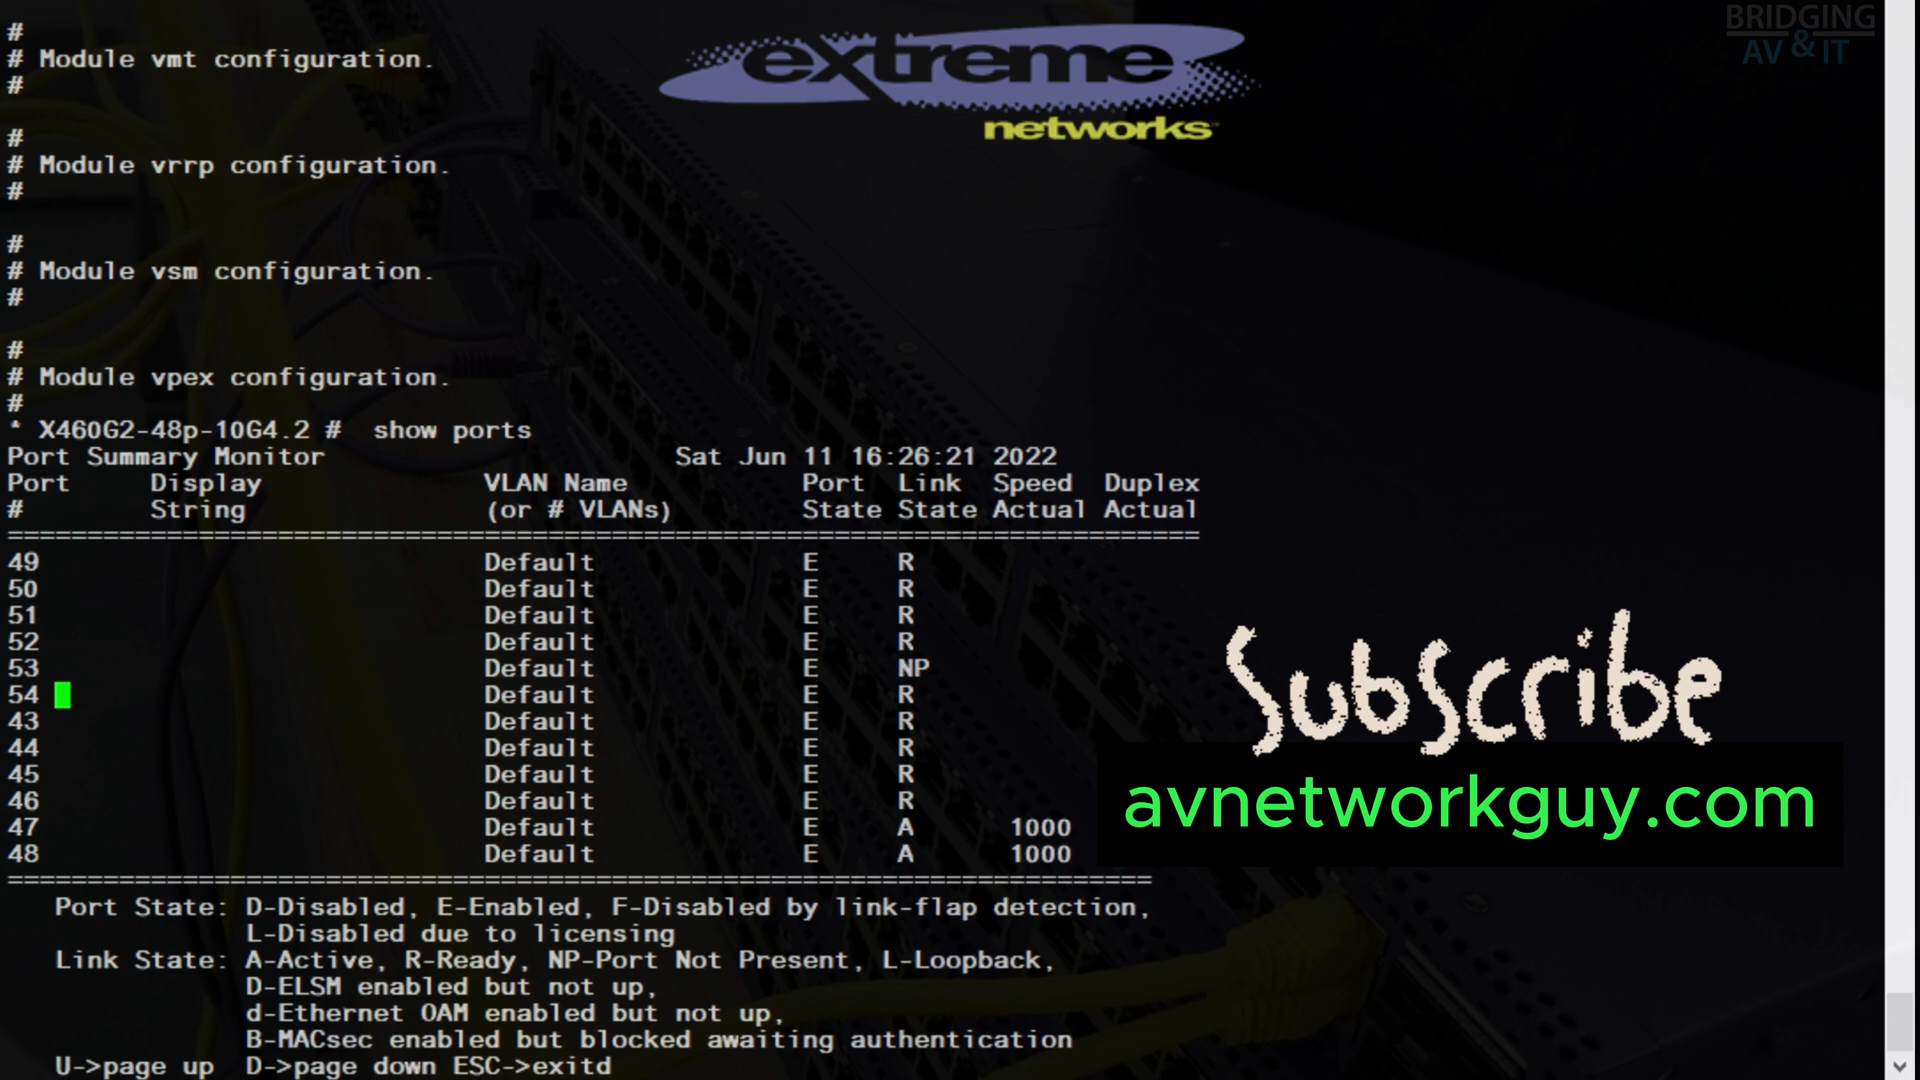 #
# Module vmt configuration.
#
#
# Module vrrp configuration.
#
#
# Module vsm configuration.
#
#
# Module vpex configuration.
#
* X460G2-48p-10G4.2 #  show ports
Port Summary Monitor Sat Jun 11 16:26:21 2022
Port Display VLAN Name Port Link Speed Duplex
# String (or # VLANs) State State Actual Actual
===========================================================================
49 Default E R
50 Default E R
51 Default E R
52 Default E R
53 Default E NP
54 Default E R
43 Default E R
44 Default E R
45 Default E R
46 Default E R
47 Default E A 1000
48 Default E A 1000
========================================================================
Port State: D-Disabled, E-Enabled, F-Disabled by link-flap detection,
L-Disabled due to licensing
Link State: A-Active, R-Ready, NP-Port Not Present, L-Loopback,
D-ELSM enabled but not up,
d-Ethernet OAM enabled but not up,
B-MACsec enabled but blocked awaiting authentication
U->page up  D->page down ESC->exitd
extreme
networks
BRIDGING
AV & IT
Subscribe
avnetworkguy.com